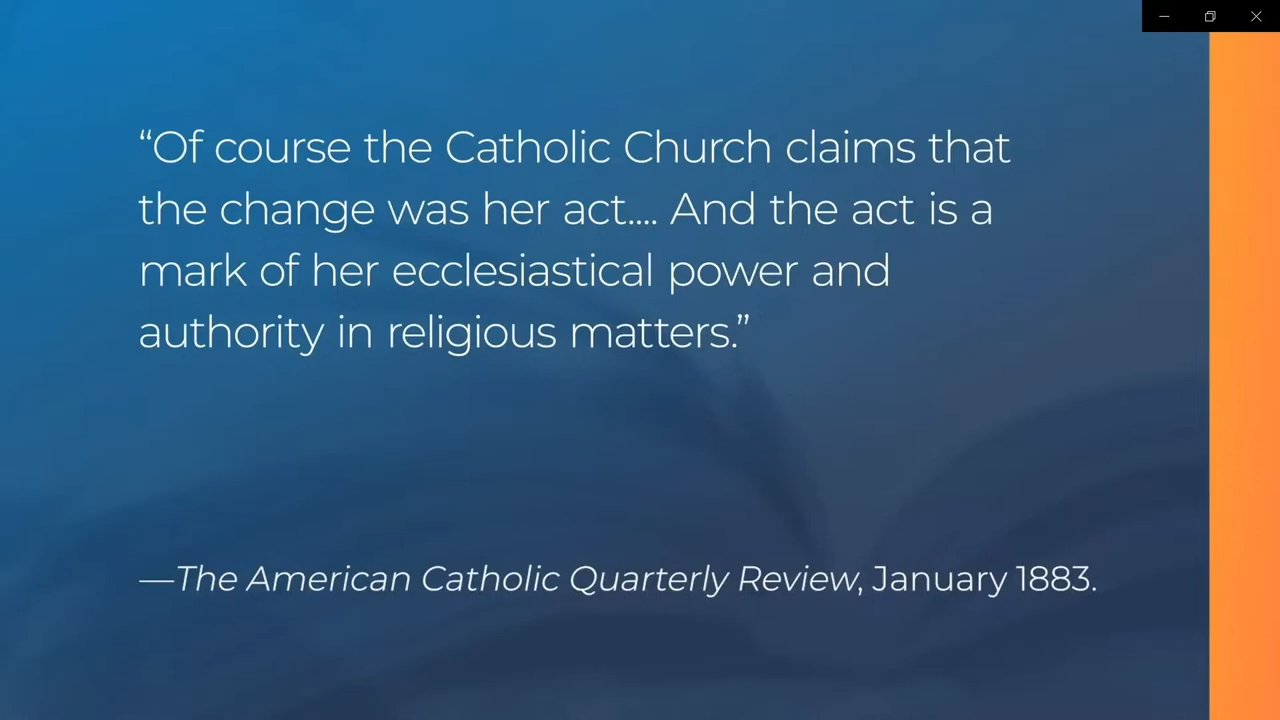 “Of course the Catholic Church claims that
the change was her act.... And the act is a
mark of her ecclesiastical power and
authority in religious matters.”
—The American Catholic Quarterly Review, January 1883.